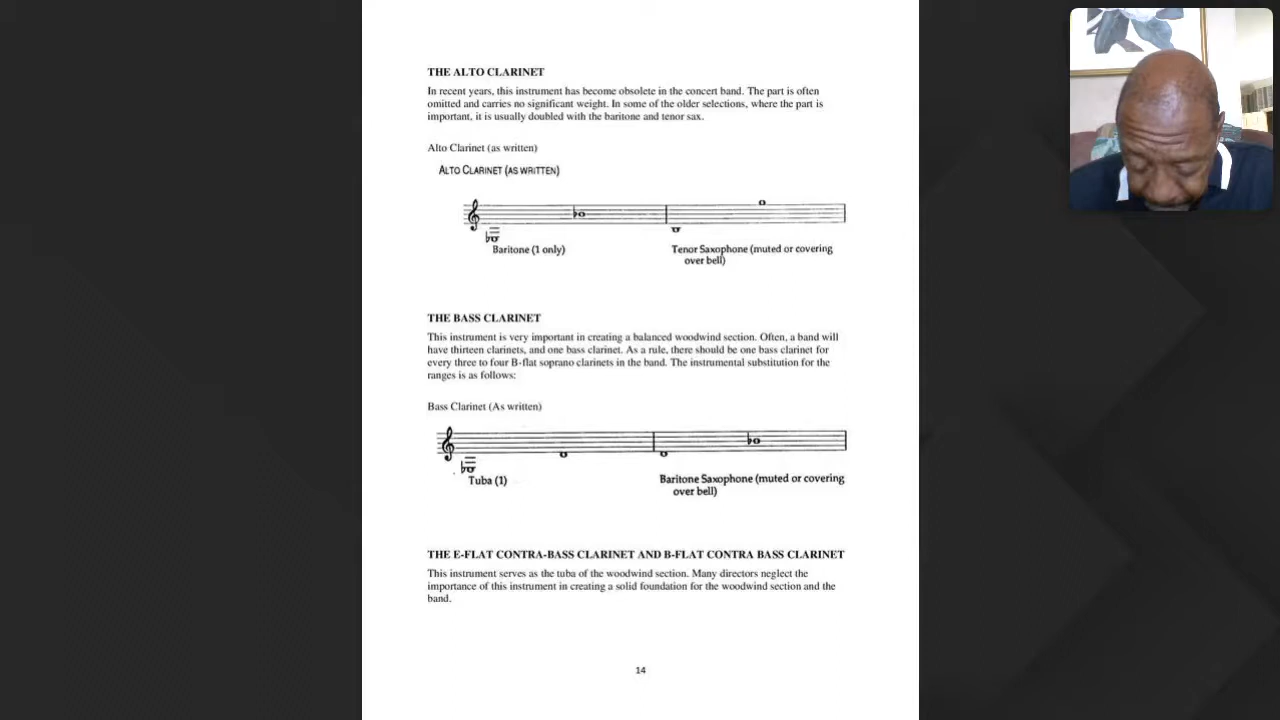 THE ALTO CLARINET
In recent years, this instrument has become obsolete in the concert band. The part is often
omitted and carries no significant weight. In some of the older selections, where the part is
important, it is usually doubled with the baritone and tenor sax.
Alto Clarinet (as written)
ALTO CLARINET (AS WRITTEN)
Baritone (1 only)
Tenor Saxophone (muted or covering
over bell)
THE BASS CLARINET
This instrument is very important in creating a balanced woodwind section. Often, a band will
have thirteen clarinets, and one bass clarinet. As a rule, there should be one bass clarinet for
every three to four B-flat soprano clarinets in the band. The instrumental substitution for the
ranges is as follows:
Bass Clarinet (As written)
Tuba (1)
Baritone Saxophone (muted or covering
over bell)
THE E-FLAT CONTRA-BASS CLARINET AND B-FLAT CONTRA BASS CLARINET
This instrument serves as the tuba of the woodwind section. Many directors neglect the
importance of this instrument in creating a solid foundation for the woodwind section and the
band.
14